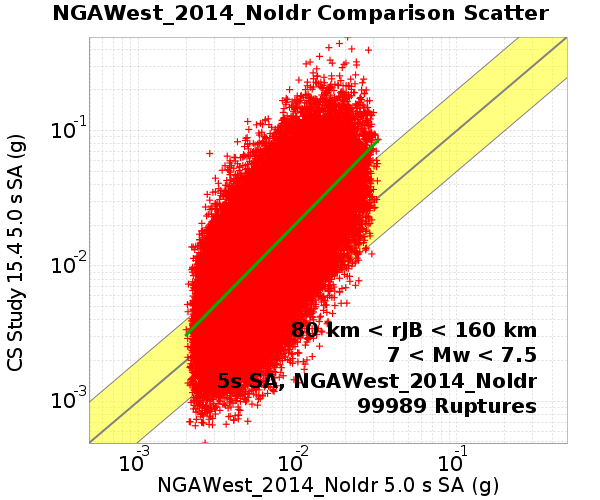 NGAWest_2014_NoIdr Comparison Scatter
CS Study 15.4 5.0 s SA (g)
10-1
10-2
10-3
80 km < rJB < 160 km
7 < Mw < 7.5
5s SA, NGAWest_2014_NoIdr
99989 Ruptures
10-3 10-2 10-1
NGAWest_2014_NoIdr 5.0 s SA (g)